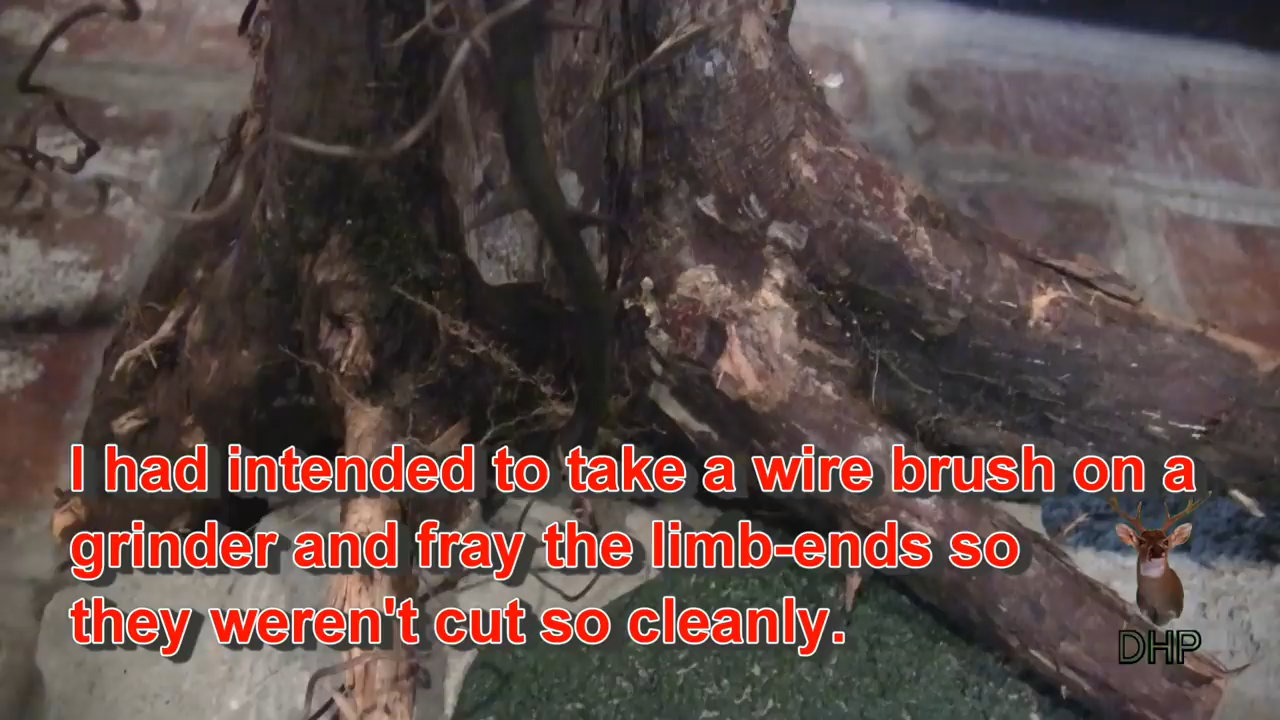 I had intended to take a wire brush on a
grinder and fray the limb-ends so
they weren't cut so cleanly.
DHP